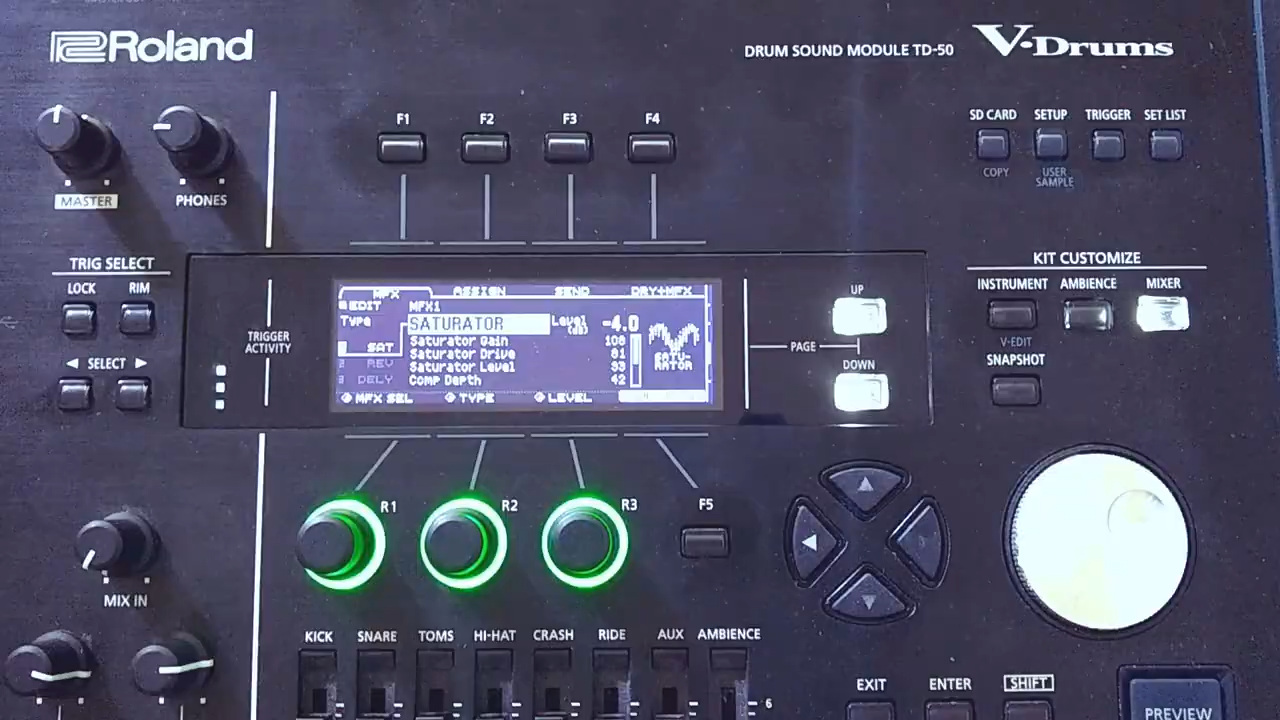 Roland
DRUM SOUND MODULE TD-50
V-Drums
F1 F2 F3 F4
SD CARD SETUP TRIGGER SET LIST
COPY USER SAMPLE
MASTER PHONES
TRIG SELECT
LOCK RIM
◀ SELECT ▶
TRIGGER
ACTIVITY
MFX ASSIGN SEND DRY+MFX
EDIT MFX1
Type SATURATOR Level (dB) -4.0
SAT Saturator Gain 108
Saturator Drive 81
REV Saturator Level 93
DELY Comp Depth 42
SATU-
RATOR
MFX SEL TYPE LEVEL
UP
PAGE
DOWN
KIT CUSTOMIZE
INSTRUMENT AMBIENCE MIXER
V-EDIT
SNAPSHOT
R1 R2 R3 F5
MIX IN
KICK SNARE TOMS HI-HAT CRASH RIDE AUX AMBIENCE
6
EXIT ENTER SHIFT
PREVIEW